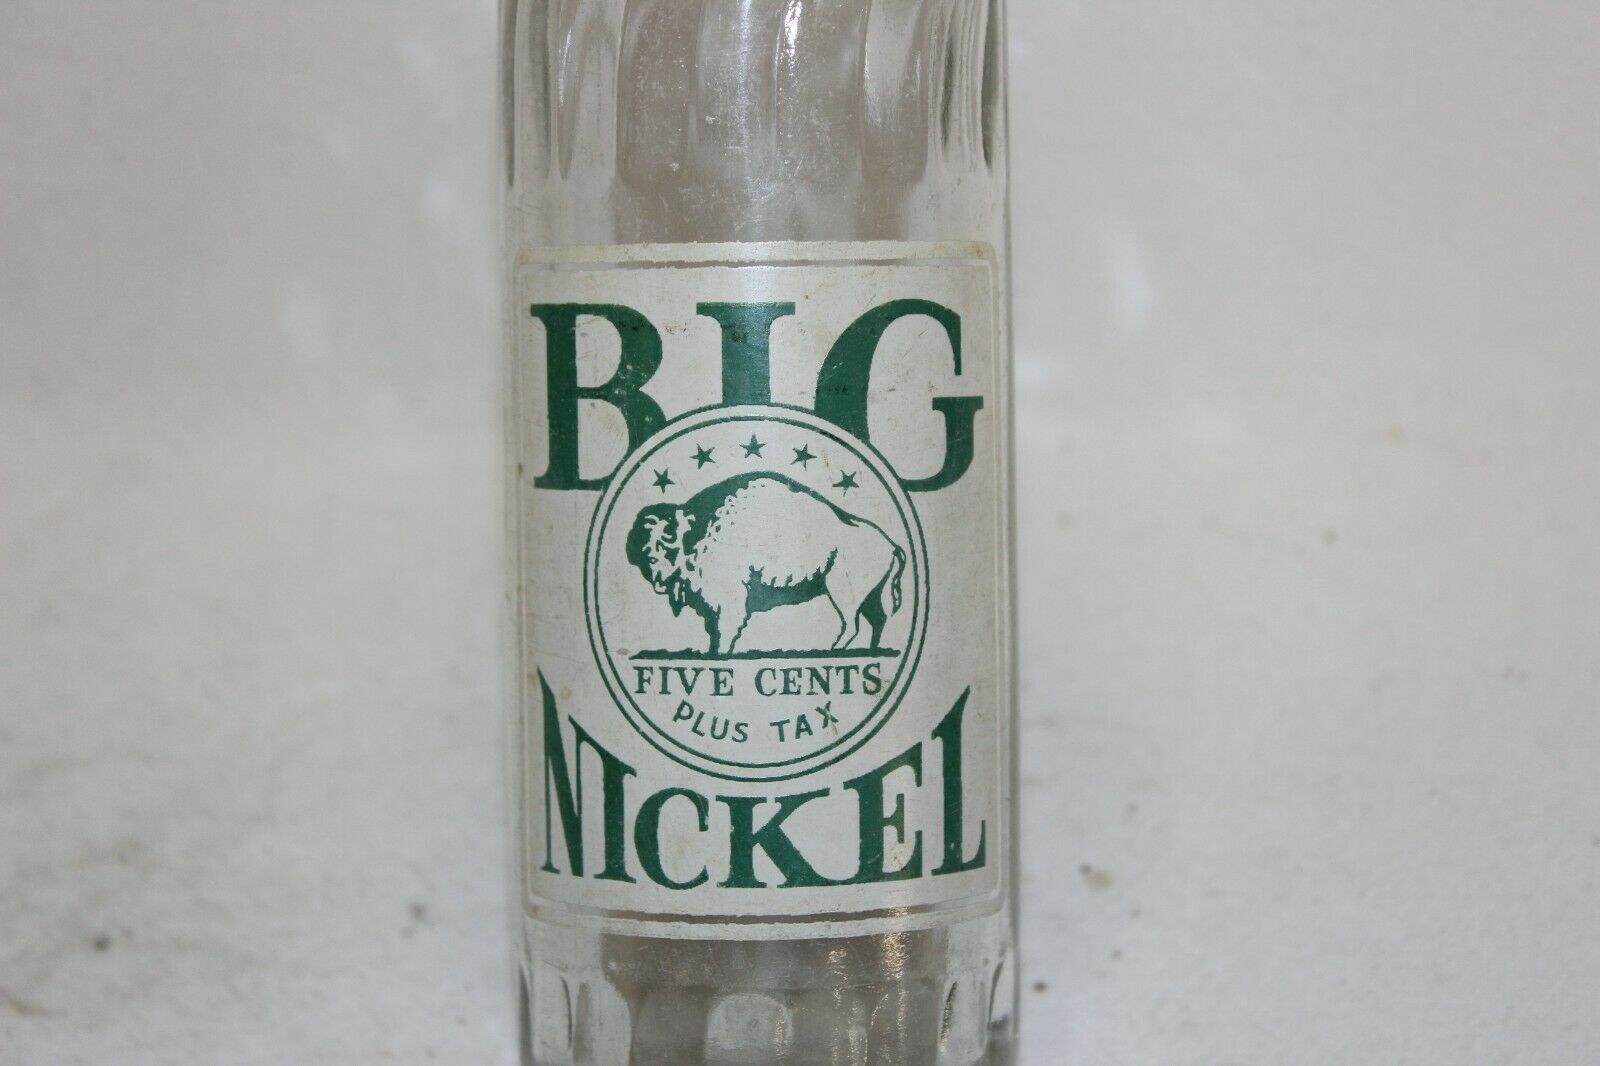 BIG
FIVE CENTS
PLUS TAX
NICKEL